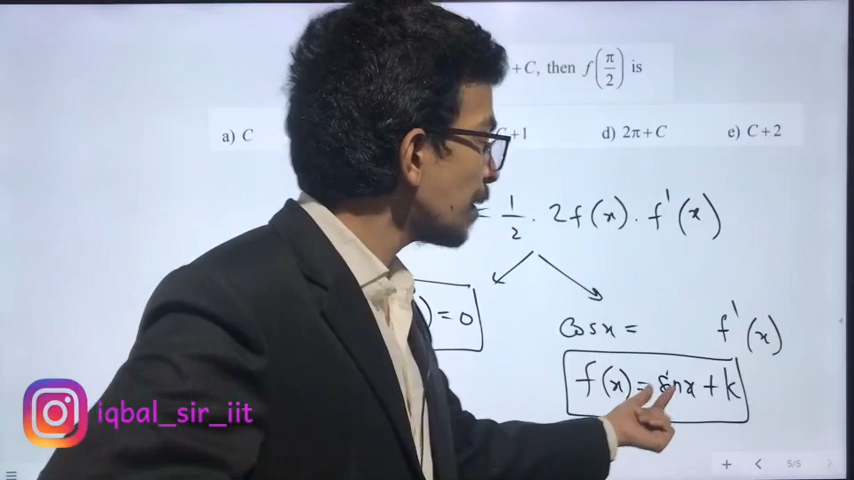 + C, then f(π/2) is
a) C C+1 d) 2π + C e) C + 2
= 1/2 · 2f(x) · f'(x)
) = 0
cos x = f'(x)
f(x) = sin x + k
iqbal_sir_iit
5/5